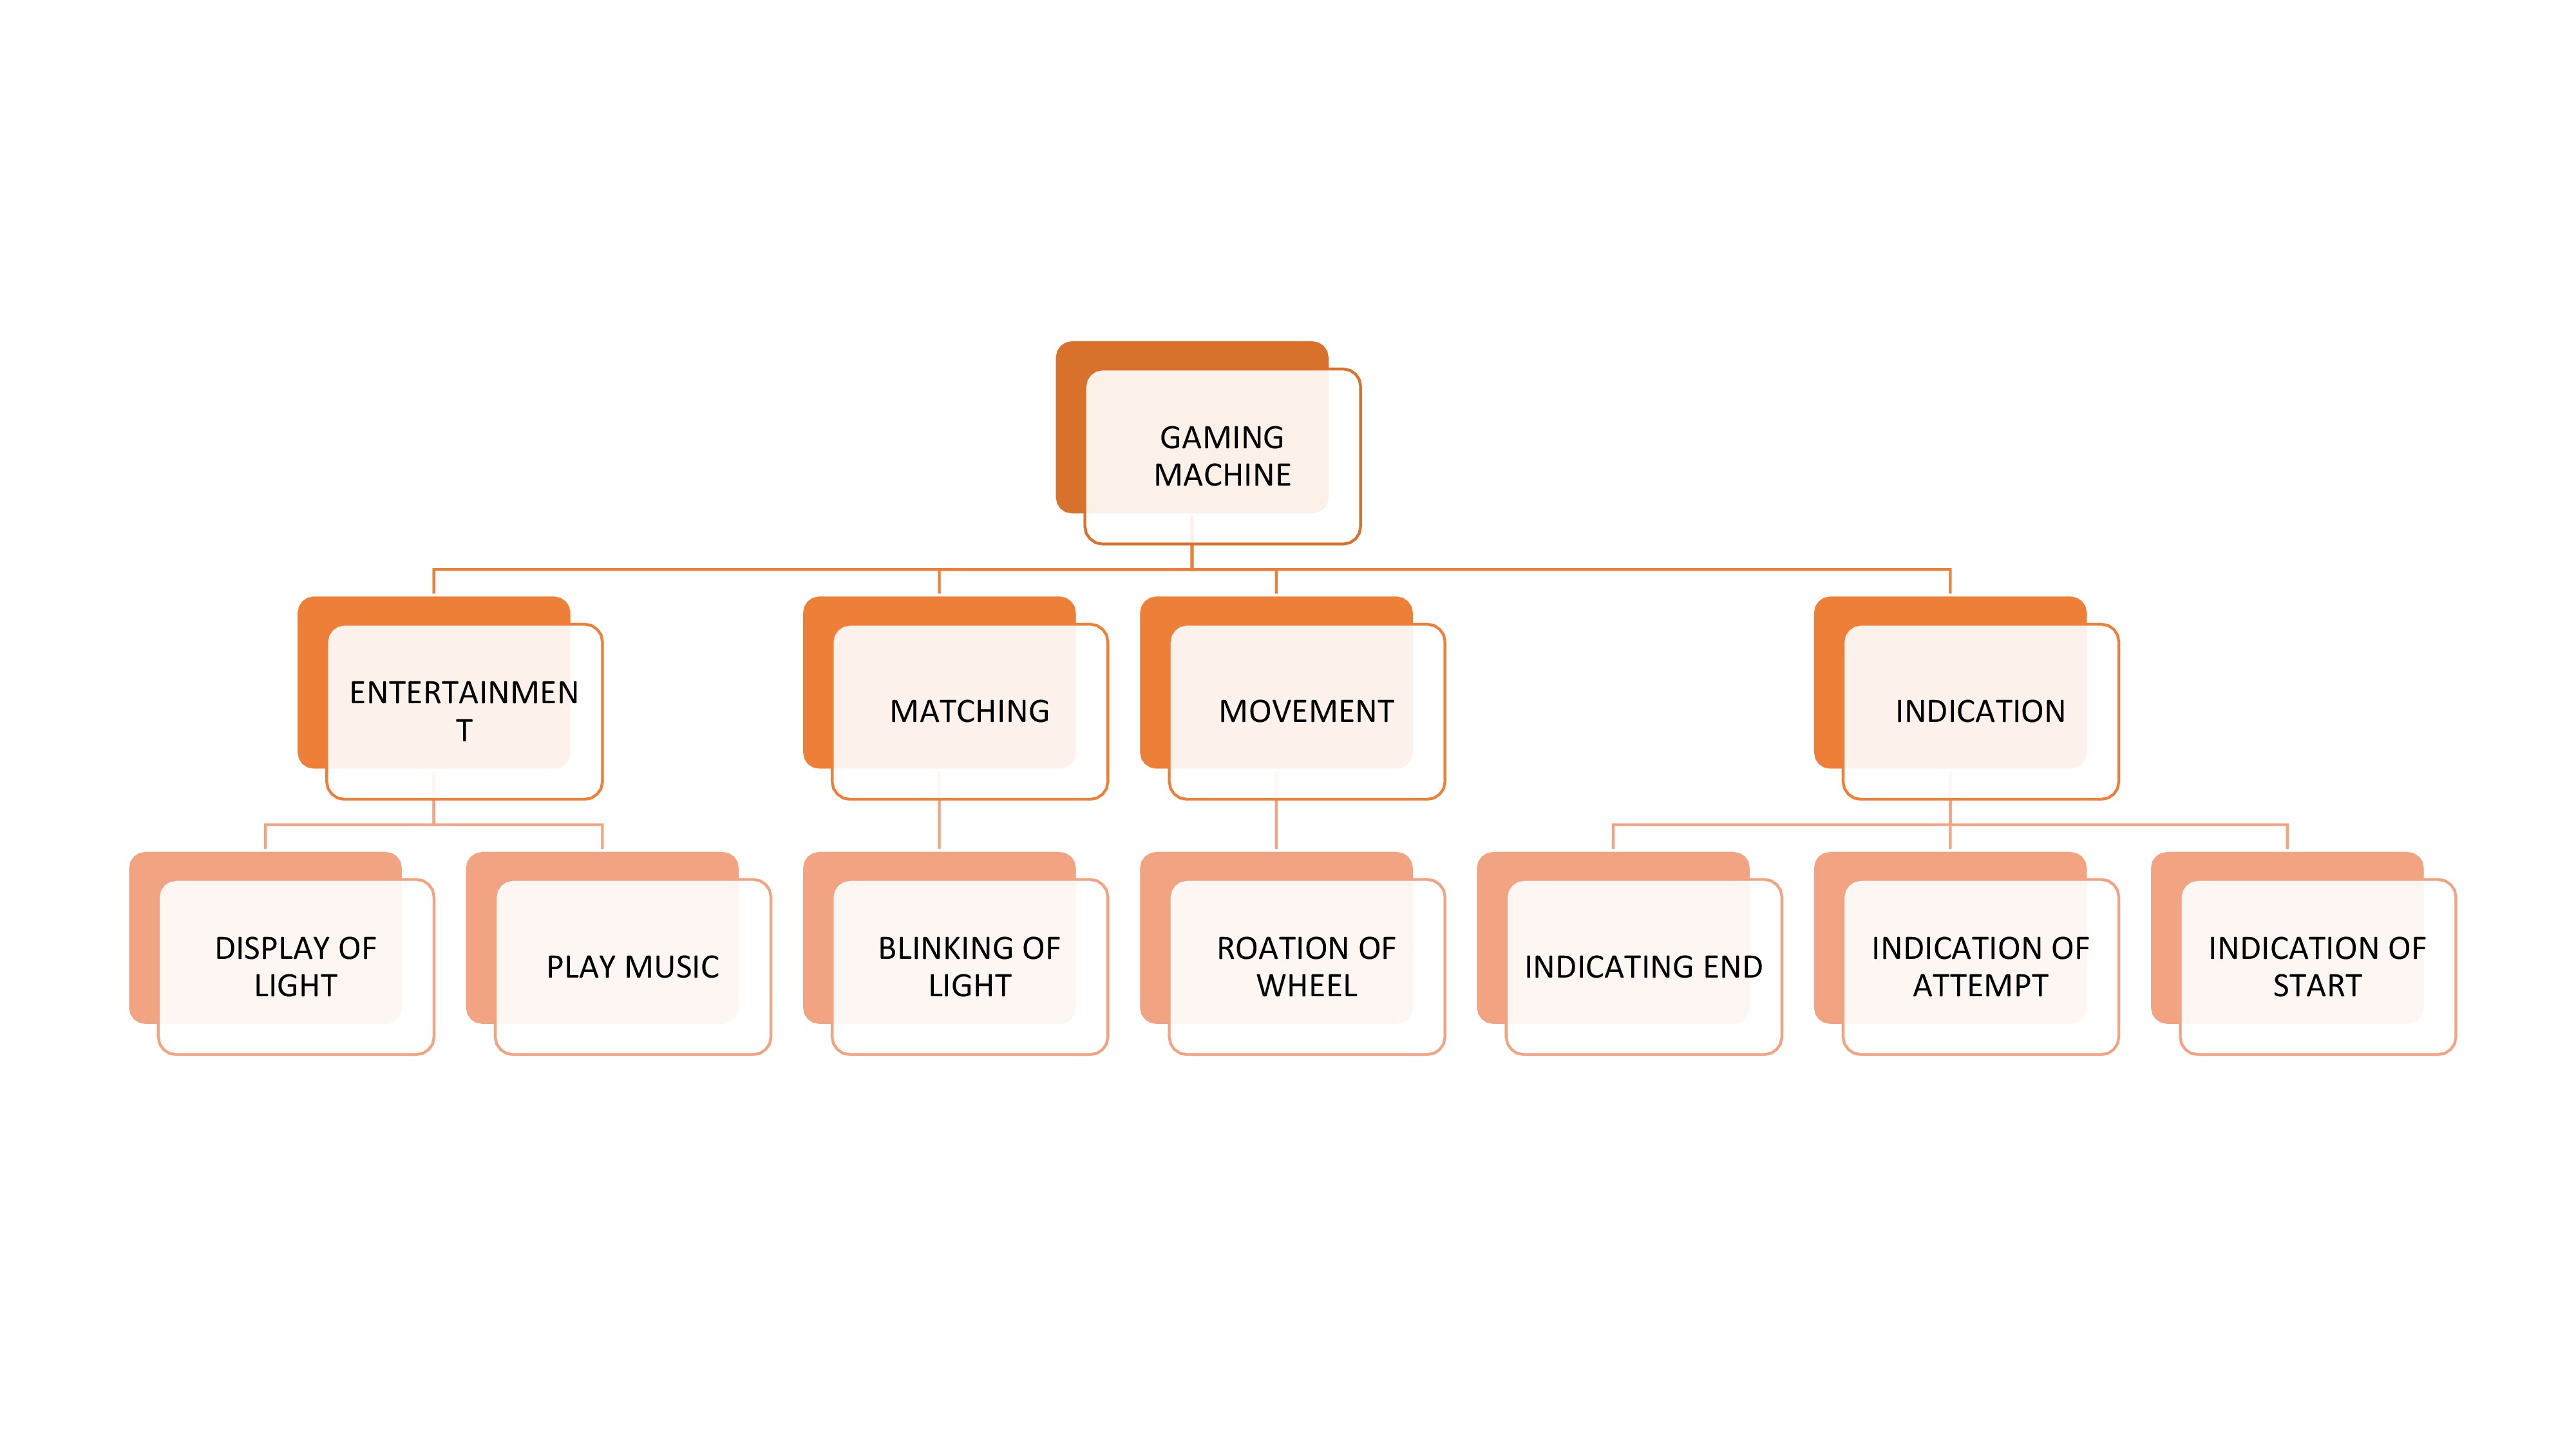 GAMING
MACHINE
ENTERTAINMEN
T
MATCHING
MOVEMENT
INDICATION
DISPLAY OF
LIGHT
PLAY MUSIC
BLINKING OF
LIGHT
ROATION OF
WHEEL
INDICATING END
INDICATION OF
ATTEMPT
INDICATION OF
START